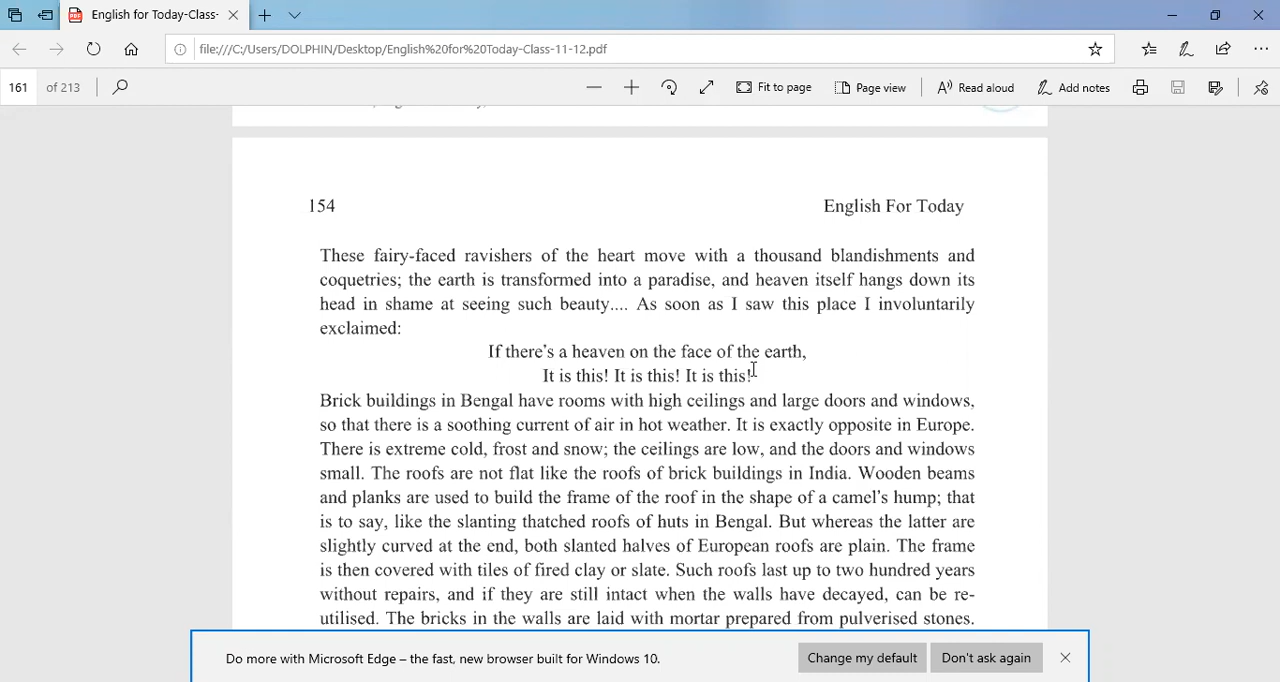 English for Today-Class-
file:///C:/Users/DOLPHIN/Desktop/English%20for%20Today-Class-11-12.pdf
161 of 213
Fit to page
Page view
Read aloud
Add notes
154
English For Today
These fairy-faced ravishers of the heart move with a thousand blandishments and
coquetries; the earth is transformed into a paradise, and heaven itself hangs down its
head in shame at seeing such beauty.... As soon as I saw this place I involuntarily
exclaimed:
If there's a heaven on the face of the earth,
It is this! It is this! It is this!
Brick buildings in Bengal have rooms with high ceilings and large doors and windows,
so that there is a soothing current of air in hot weather. It is exactly opposite in Europe.
There is extreme cold, frost and snow; the ceilings are low, and the doors and windows
small. The roofs are not flat like the roofs of brick buildings in India. Wooden beams
and planks are used to build the frame of the roof in the shape of a camel's hump; that
is to say, like the slanting thatched roofs of huts in Bengal. But whereas the latter are
slightly curved at the end, both slanted halves of European roofs are plain. The frame
is then covered with tiles of fired clay or slate. Such roofs last up to two hundred years
without repairs, and if they are still intact when the walls have decayed, can be re-
utilised. The bricks in the walls are laid with mortar prepared from pulverised stones.
Do more with Microsoft Edge – the fast, new browser built for Windows 10.
Change my default
Don't ask again